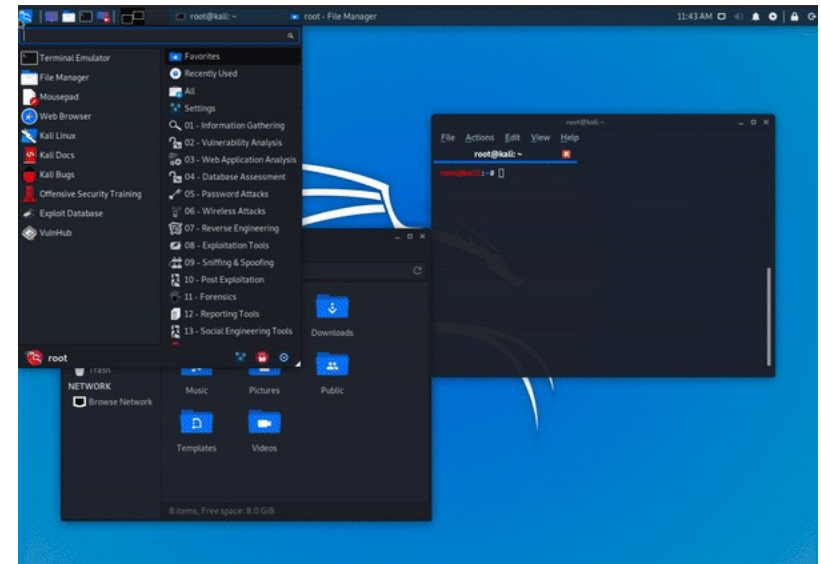 root@kali: ~
root - File Manager
11:43 AM
Terminal Emulator
File Manager
Mousepad
Web Browser
Kali Linux
Kali Docs
Kali Bugs
Offensive Security Training
Exploit Database
VulnHub
root
Favorites
Recently Used
All
Settings
01 - Information Gathering
02 - Vulnerability Analysis
03 - Web Application Analysis
04 - Database Assessment
05 - Password Attacks
06 - Wireless Attacks
07 - Reverse Engineering
08 - Exploitation Tools
09 - Sniffing & Spoofing
10 - Post Exploitation
11 - Forensics
12 - Reporting Tools
13 - Social Engineering Tools
root@kali:~
File Actions Edit View Help
root@kali: ~
root@kali:~#
Downloads
Trash
NETWORK
Browse Network
Music Pictures Public
Templates Videos
8 items, Free space: 8.0 GiB